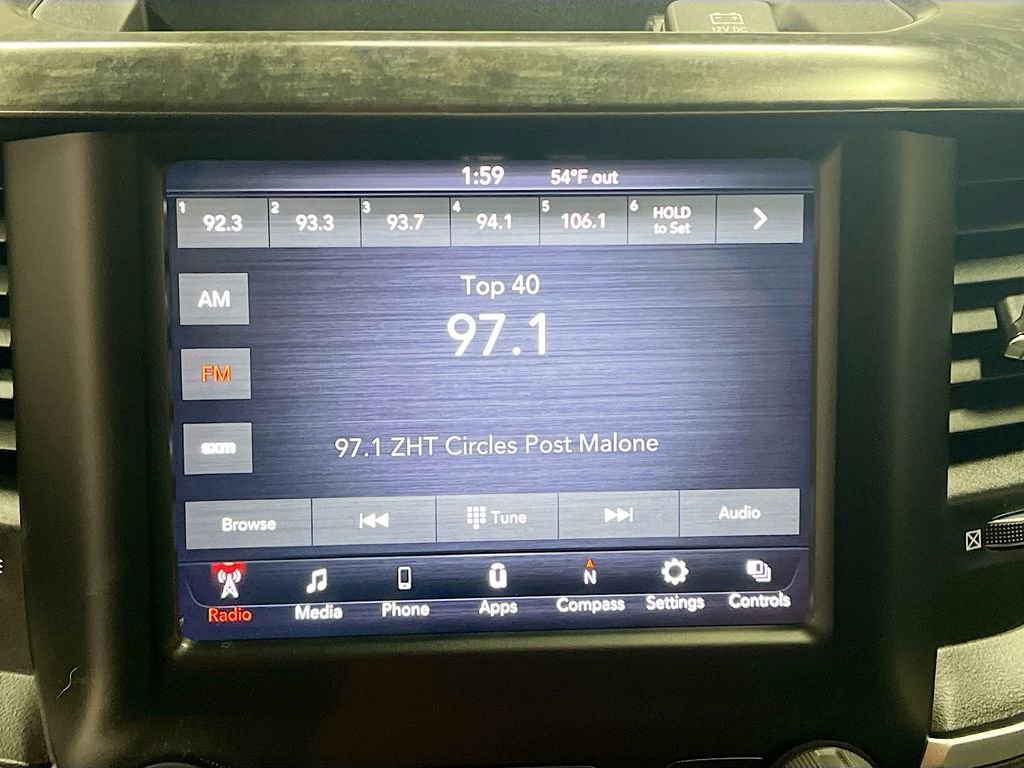 12V DC
1:59 54°F out
1 92.3 2 93.3 3 93.7 4 94.1 5 106.1 6 HOLD to Set
AM
Top 40
97.1
FM
sxm
97.1 ZHT Circles Post Malone
Browse Tune Audio
N
Radio Media Phone Apps Compass Settings Controls